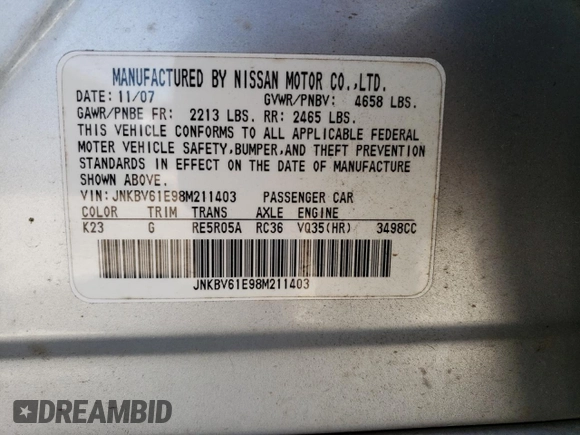 MANUFACTURED BY NISSAN MOTOR CO.,LTD.
DATE: 11/07 GVWR/PNBV: 4658 LBS.
GAWR/PNBE FR: 2213 LBS. RR: 2465 LBS.
THIS VEHICLE CONFORMS TO ALL APPLICABLE FEDERAL
MOTOR VEHICLE SAFETY,BUMPER,AND THEFT PREVENTION
STANDARDS IN EFFECT ON THE DATE OF MANUFACTURE
SHOWN ABOVE.
VIN: JNKBV61E98M211403 PASSENGER CAR
COLOR TRIM TRANS AXLE ENGINE
K23 G RE5R05A RC36 VQ35(HR) 3498CC
JNKBV61E98M211403
DREAMBID